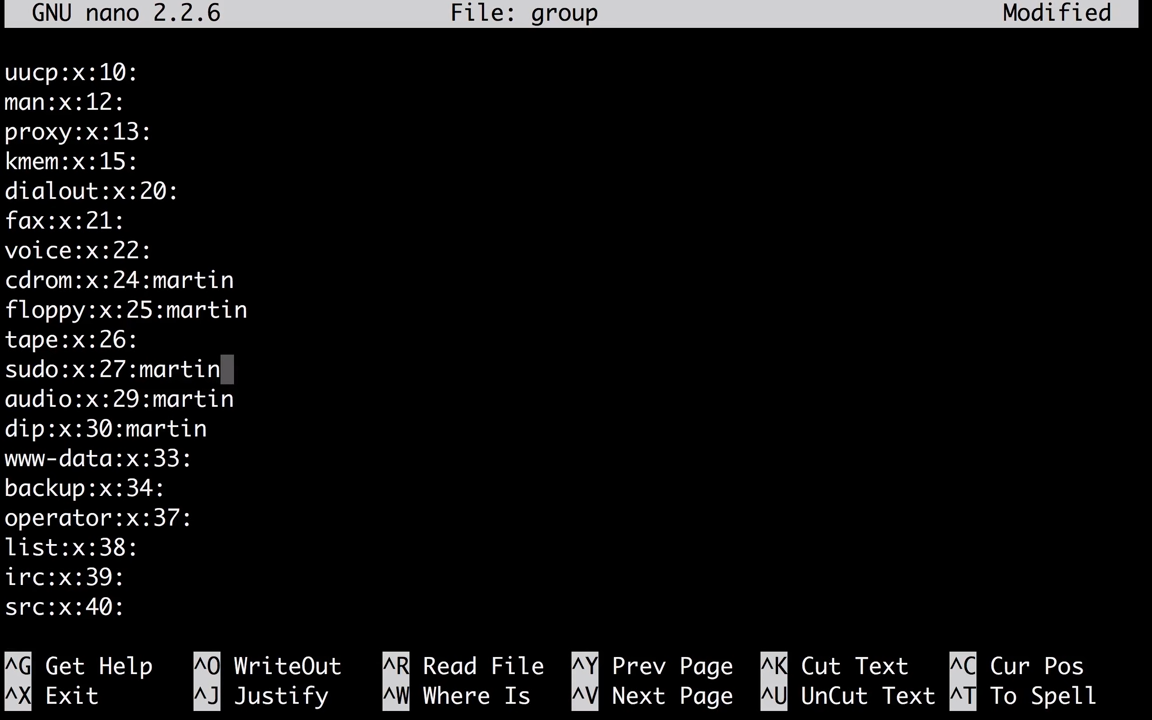 GNU nano 2.2.6 File: group Modified
uucp:x:10:
man:x:12:
proxy:x:13:
kmem:x:15:
dialout:x:20:
fax:x:21:
voice:x:22:
cdrom:x:24:martin
floppy:x:25:martin
tape:x:26:
sudo:x:27:martin
audio:x:29:martin
dip:x:30:martin
www-data:x:33:
backup:x:34:
operator:x:37:
list:x:38:
irc:x:39:
src:x:40:
^G Get Help ^O WriteOut ^R Read File ^Y Prev Page ^K Cut Text ^C Cur Pos
^X Exit ^J Justify ^W Where Is ^V Next Page ^U UnCut Text ^T To Spell